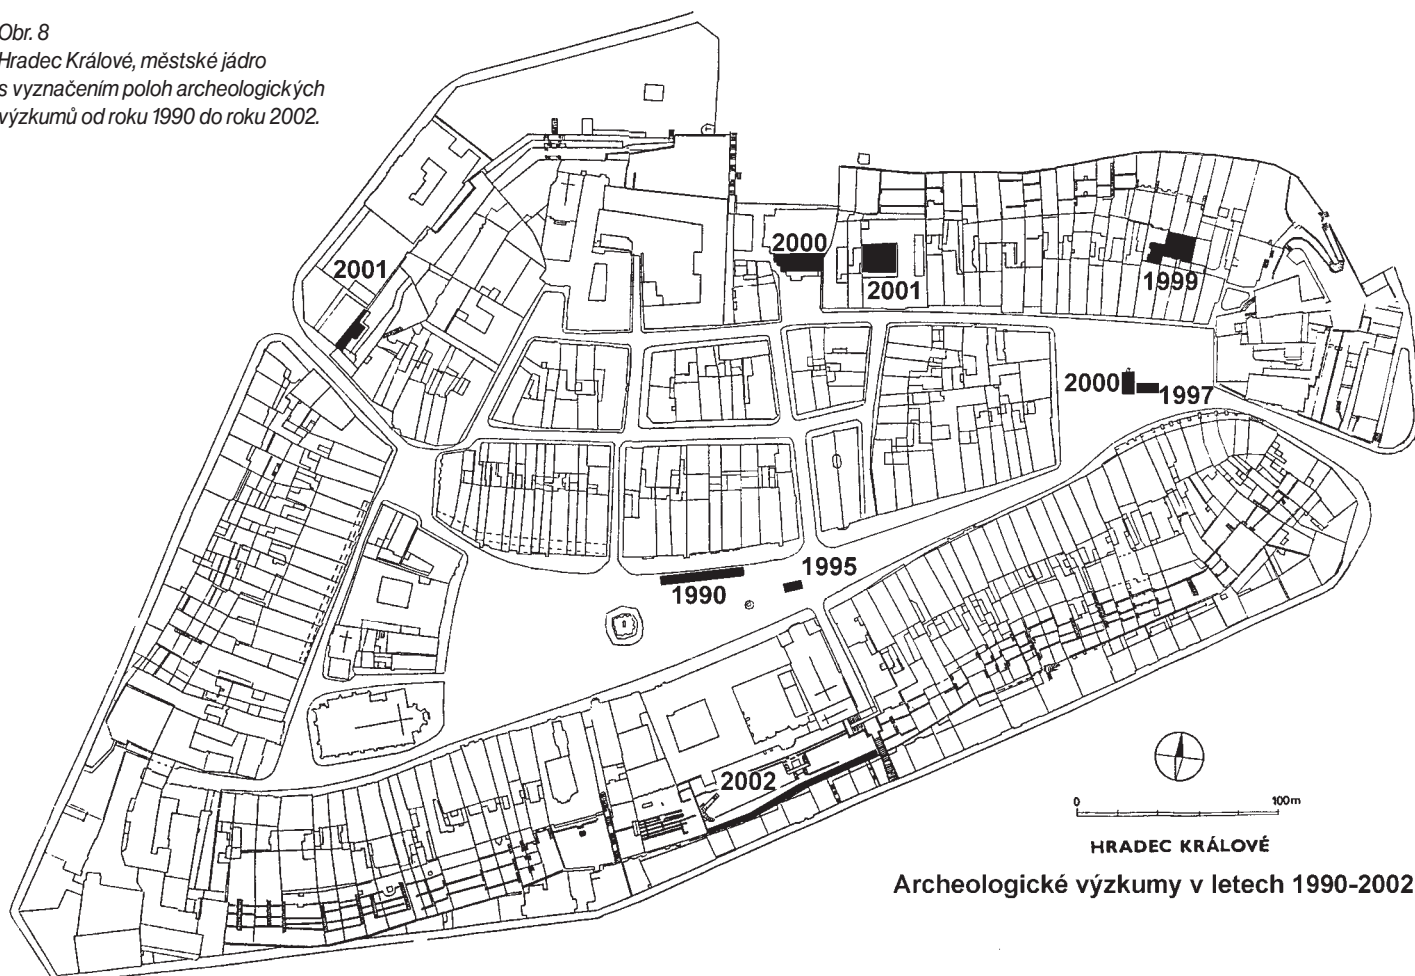 Obr. 8
Hradec Králové, městské jádro
s vyznačením poloh archeologických
výzkumů od roku 1990 do roku 2002.
2001
2000
2001
1999
2000
1997
1995
1990
2002
0 100m
HRADEC KRÁLOVÉ
Archeologické výzkumy v letech 1990-2002